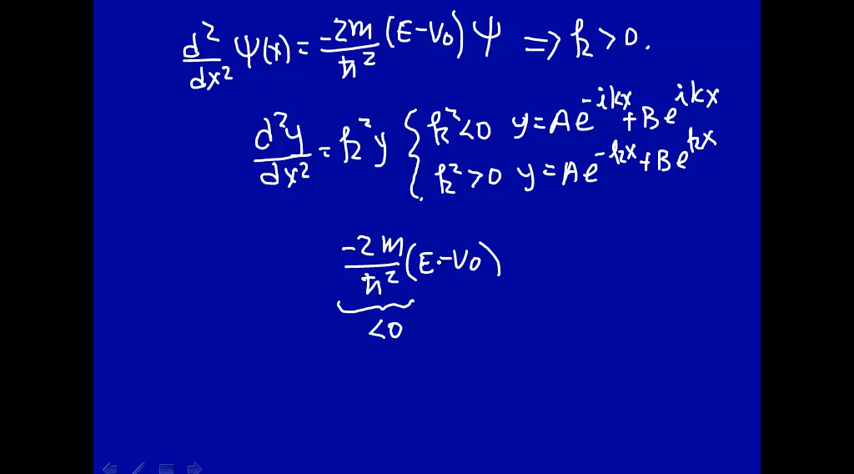 d²/dx² Ψ(x) = -2m/ħ² (E-V₀) Ψ ⟹ k > 0.
d²y/dx² = k² y { k² < 0 y = Ae^{-ikx} + Be^{ikx}
k² > 0 y = Ae^{-kx} + Be^{kx}
-2m/ħ² (E-V₀)
<0